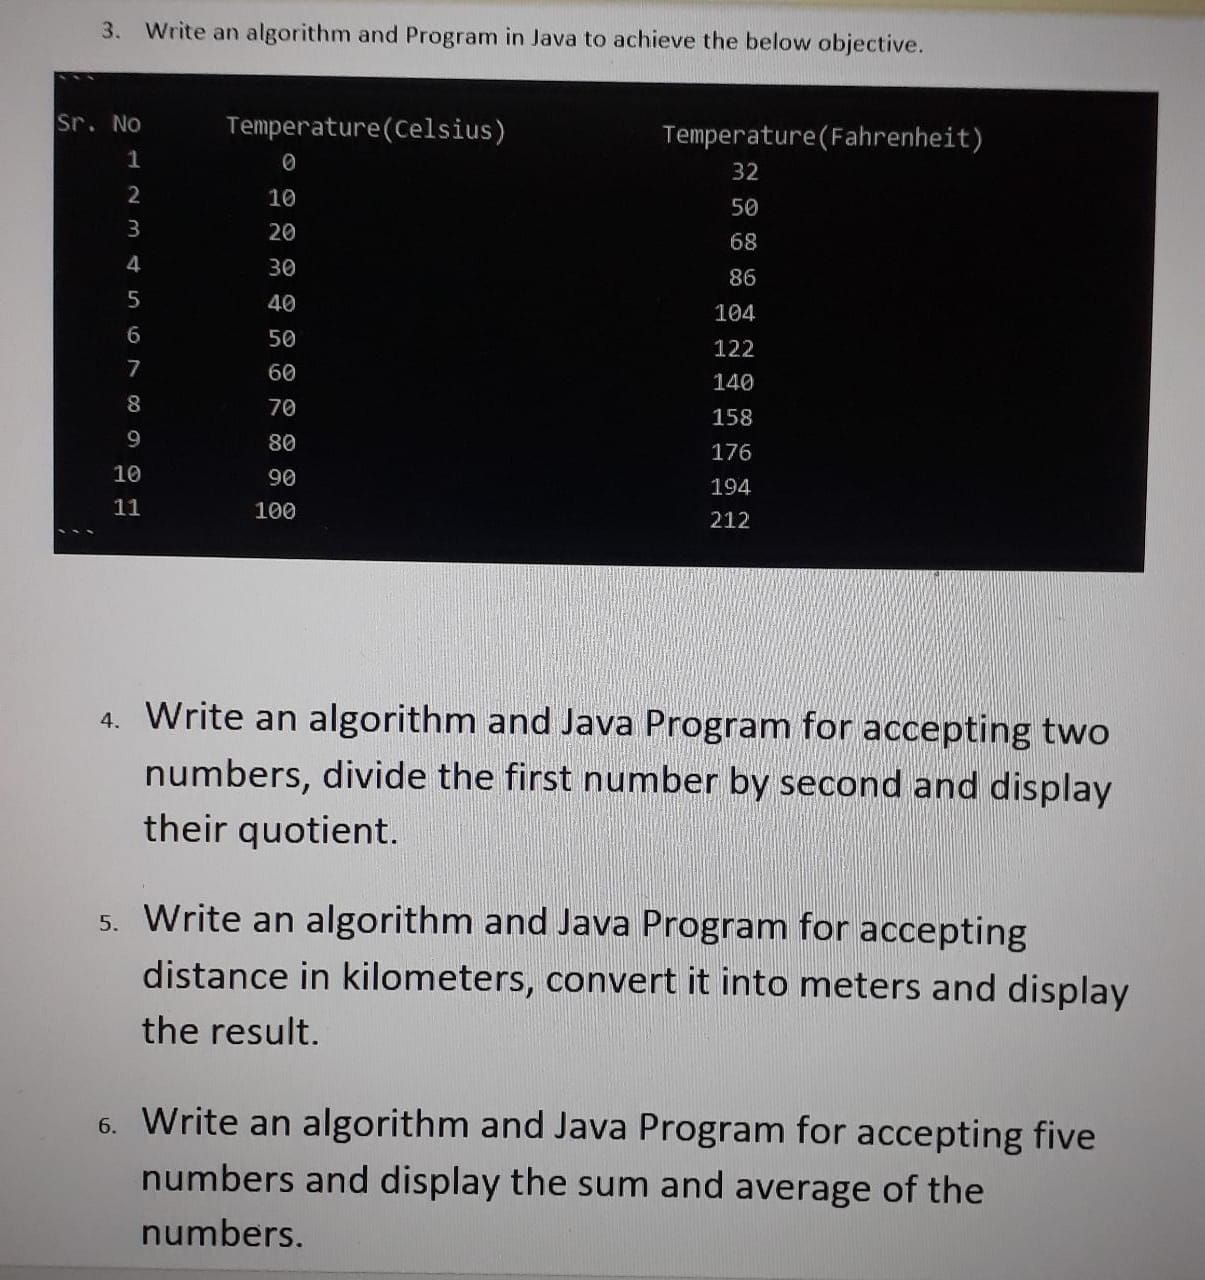 3. Write an algorithm and Program in Java to achieve the below objective.
```
Sr. No Temperature(Celsius) Temperature(Fahrenheit)
1 0 32
2 10 50
3 20 68
4 30 86
5 40 104
6 50 122
7 60 140
8 70 158
9 80 176
10 90 194
11 100 212
```
4. Write an algorithm and Java Program for accepting two
numbers, divide the first number by second and display
their quotient.
5. Write an algorithm and Java Program for accepting
distance in kilometers, convert it into meters and display
the result.
6. Write an algorithm and Java Program for accepting five
numbers and display the sum and average of the
numbers.